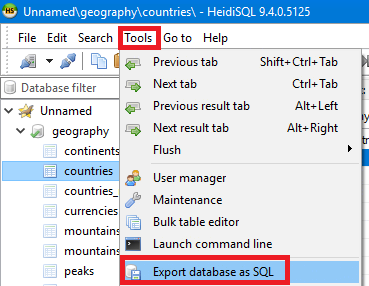 Unnamed\geography\countries\ - HeidiSQL 9.4.0.5125
File Edit Search Tools Go to Help
Database filter
Unnamed
geography
continents
countries
countries_
currencies
mountains
mountains
peaks
Previous tab Shift+Ctrl+Tab
Next tab Ctrl+Tab
Previous result tab Alt+Left
Next result tab Alt+Right
Flush
User manager
Maintenance
Bulk table editor
Launch command line
Export database as SQL